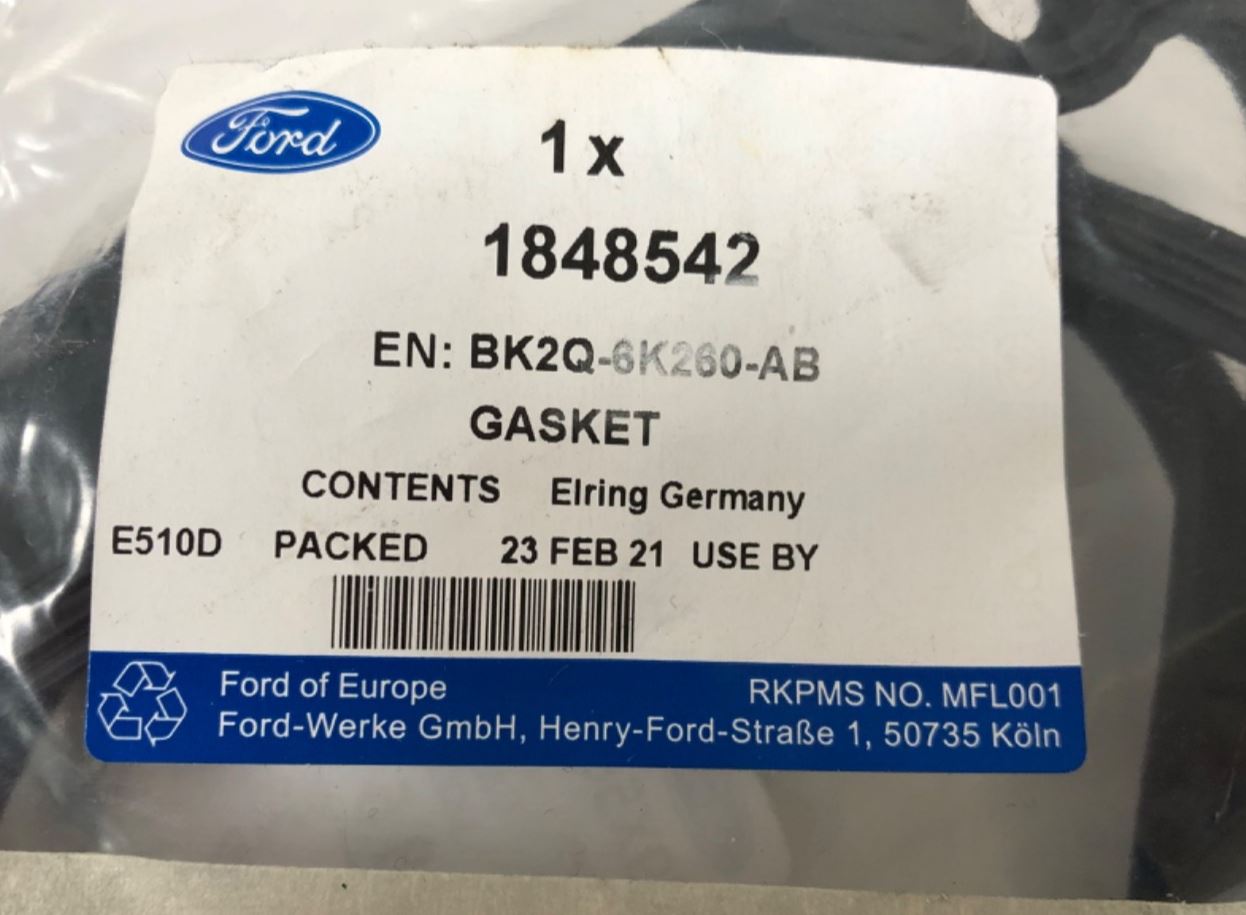 Ford
1 x
1848542
EN: BK2Q-6K260-AB
GASKET
CONTENTS Elring Germany
E510D PACKED 23 FEB 21 USE BY
Ford of Europe RKPMS NO. MFL001
Ford-Werke GmbH, Henry-Ford-Straße 1, 50735 Köln